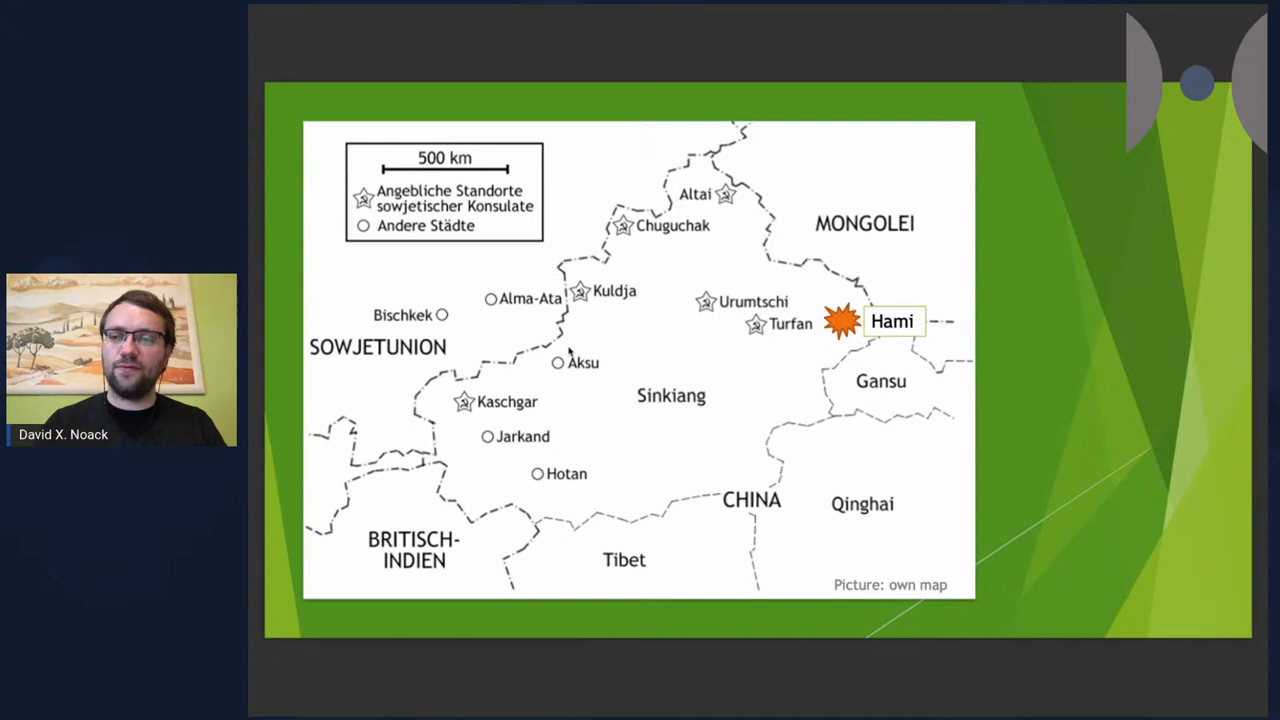 500 km
Angebliche Standorte
sowjetischer Konsulate
Andere Städte
Altai
MONGOLEI
Chuguchak
Kuldja
Alma-Ata
Urumtschi
Bischkek
Turfan
Hami
SOWJETUNION
Aksu
Gansu
Sinkiang
Kaschgar
Jarkand
Hotan
CHINA
Qinghai
BRITISCH-
INDIEN
Tibet
Picture: own map
David X. Noack